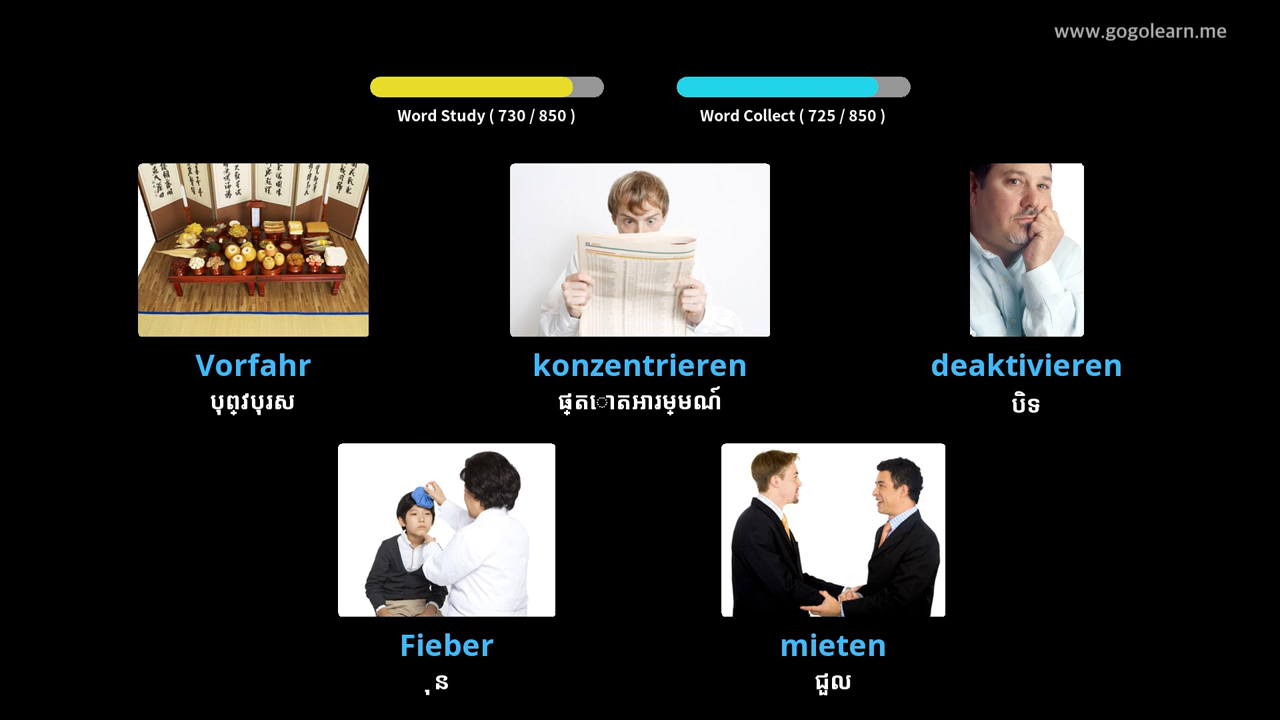 www.gogolearn.me
Word Study ( 730 / 850 )
Word Collect ( 725 / 850 )
Vorfahr
បុព្វបុរស
konzentrieren
ផ្តោតអារម្មណ៍
deaktivieren
បិទ
Fieber
ុន
mieten
ជួល